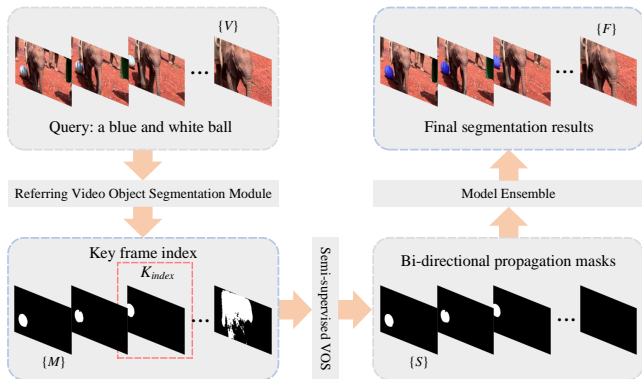 {V}
Query: a blue and white ball
Referring Video Object Segmentation Module
Key frame index
K_index
{M}
Semi-supervised VOS
Bi-directional propagation masks
{S}
Model Ensemble
{F}
Final segmentation results